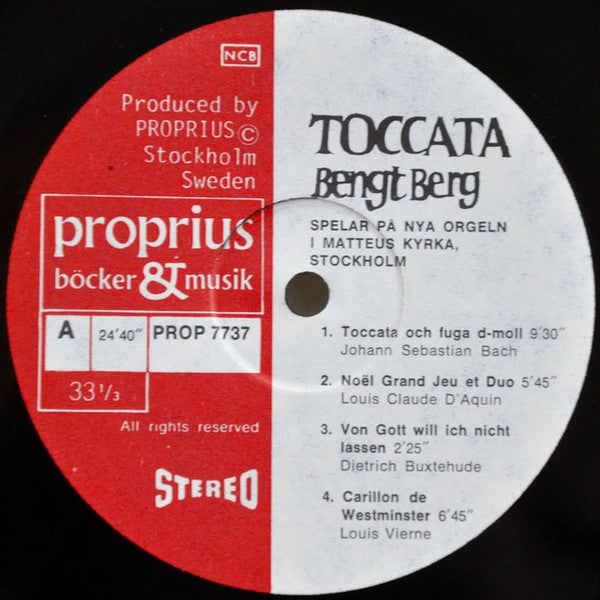 NCB
Produced by
PROPRIUS ©
Stockholm
Sweden
proprius
böcker & musik
A 24′40″ PROP 7737
33 1/3
All rights reserved
STEREO
TOCCATA
Bengt Berg
SPELAR PÅ NYA ORGELN
I MATTEUS KYRKA,
STOCKHOLM
1. Toccata och fuga d-moll 9′30″
Johann Sebastian Bach
2. Noël Grand Jeu et Duo 5′45″
Louis Claude D'Aquin
3. Von Gott will ich nicht
lassen 2′25″
Dietrich Buxtehude
4. Carillon de
Westminster 6′45″
Louis Vierne